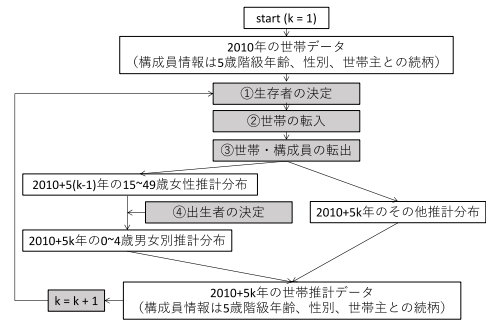 start (k = 1)
2010年の世帯データ
（構成員情報は5歳階級年齢、性別、世帯主との続柄）
①生存者の決定
②世帯の転入
③世帯・構成員の転出
2010+5(k-1)年の15~49歳女性推計分布
④出生者の決定
2010+5k年のその他推計分布
2010+5k年の0~4歳男女別推計分布
2010+5k年の世帯推計データ
（構成員情報は5歳階級年齢、性別、世帯主との続柄）
k = k + 1